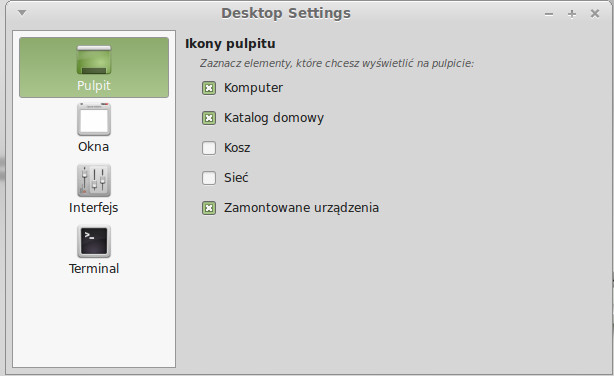 Desktop Settings
Pulpit
Okna
Interfejs
>_
Terminal
Ikony pulpitu
Zaznacz elementy, które chcesz wyświetlić na pulpicie:
Komputer
Katalog domowy
Kosz
Sieć
Zamontowane urządzenia